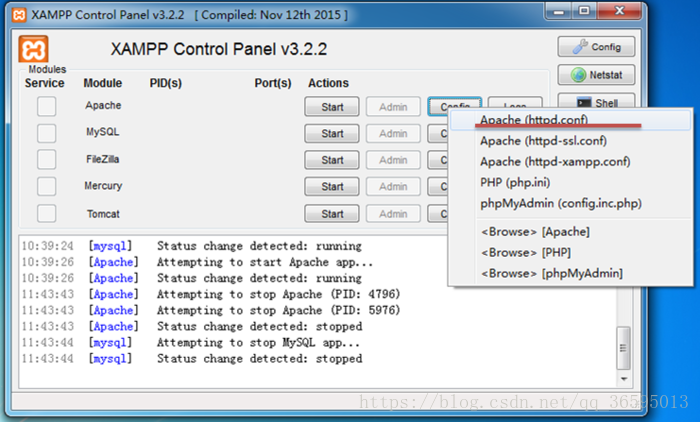 XAMPP Control Panel v3.2.2 [ Compiled: Nov 12th 2015 ]
XAMPP Control Panel v3.2.2
Config
Modules
Service Module PID(s) Port(s) Actions
Netstat
Apache Start Admin Config Logs
Shell
MySQL Start Admin
FileZilla Start Admin
Mercury Start Admin
Tomcat Start Admin
Apache (httpd.conf)
Apache (httpd-ssl.conf)
Apache (httpd-xampp.conf)
PHP (php.ini)
phpMyAdmin (config.inc.php)
<Browse> [Apache]
<Browse> [PHP]
<Browse> [phpMyAdmin]
10:39:24 [mysql] Status change detected: running
10:39:26 [Apache] Attempting to start Apache app...
10:39:26 [Apache] Status change detected: running
11:43:43 [Apache] Attempting to stop Apache (PID: 4796)
11:43:43 [Apache] Attempting to stop Apache (PID: 5976)
11:43:43 [Apache] Status change detected: stopped
11:43:44 [mysql] Attempting to stop MySQL app...
11:43:44 [mysql] Status change detected: stopped
https://blog.csdn.net/qq_36595013